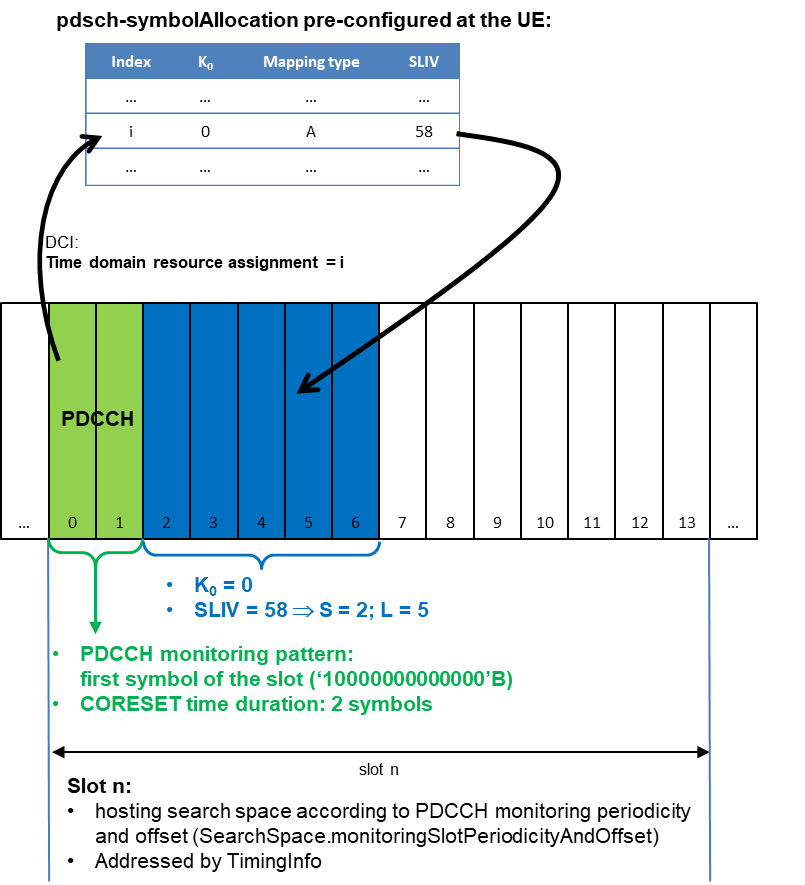 pdsch-symbolAllocation pre-configured at the UE:
Index K0 Mapping type SLIV
... ... ... ...
i 0 A 58
... ... ... ...
DCI:
Time domain resource assignment = i
PDCCH
... 0 1 2 3 4 5 6 7 8 9 10 11 12 13 ...
• K0 = 0
• SLIV = 58 ⇒ S = 2; L = 5
• PDCCH monitoring pattern:
first symbol of the slot (‘10000000000000’B)
• CORESET time duration: 2 symbols
slot n
Slot n:
• hosting search space according to PDCCH monitoring periodicity
and offset (SearchSpace.monitoringSlotPeriodicityAndOffset)
• Addressed by TimingInfo